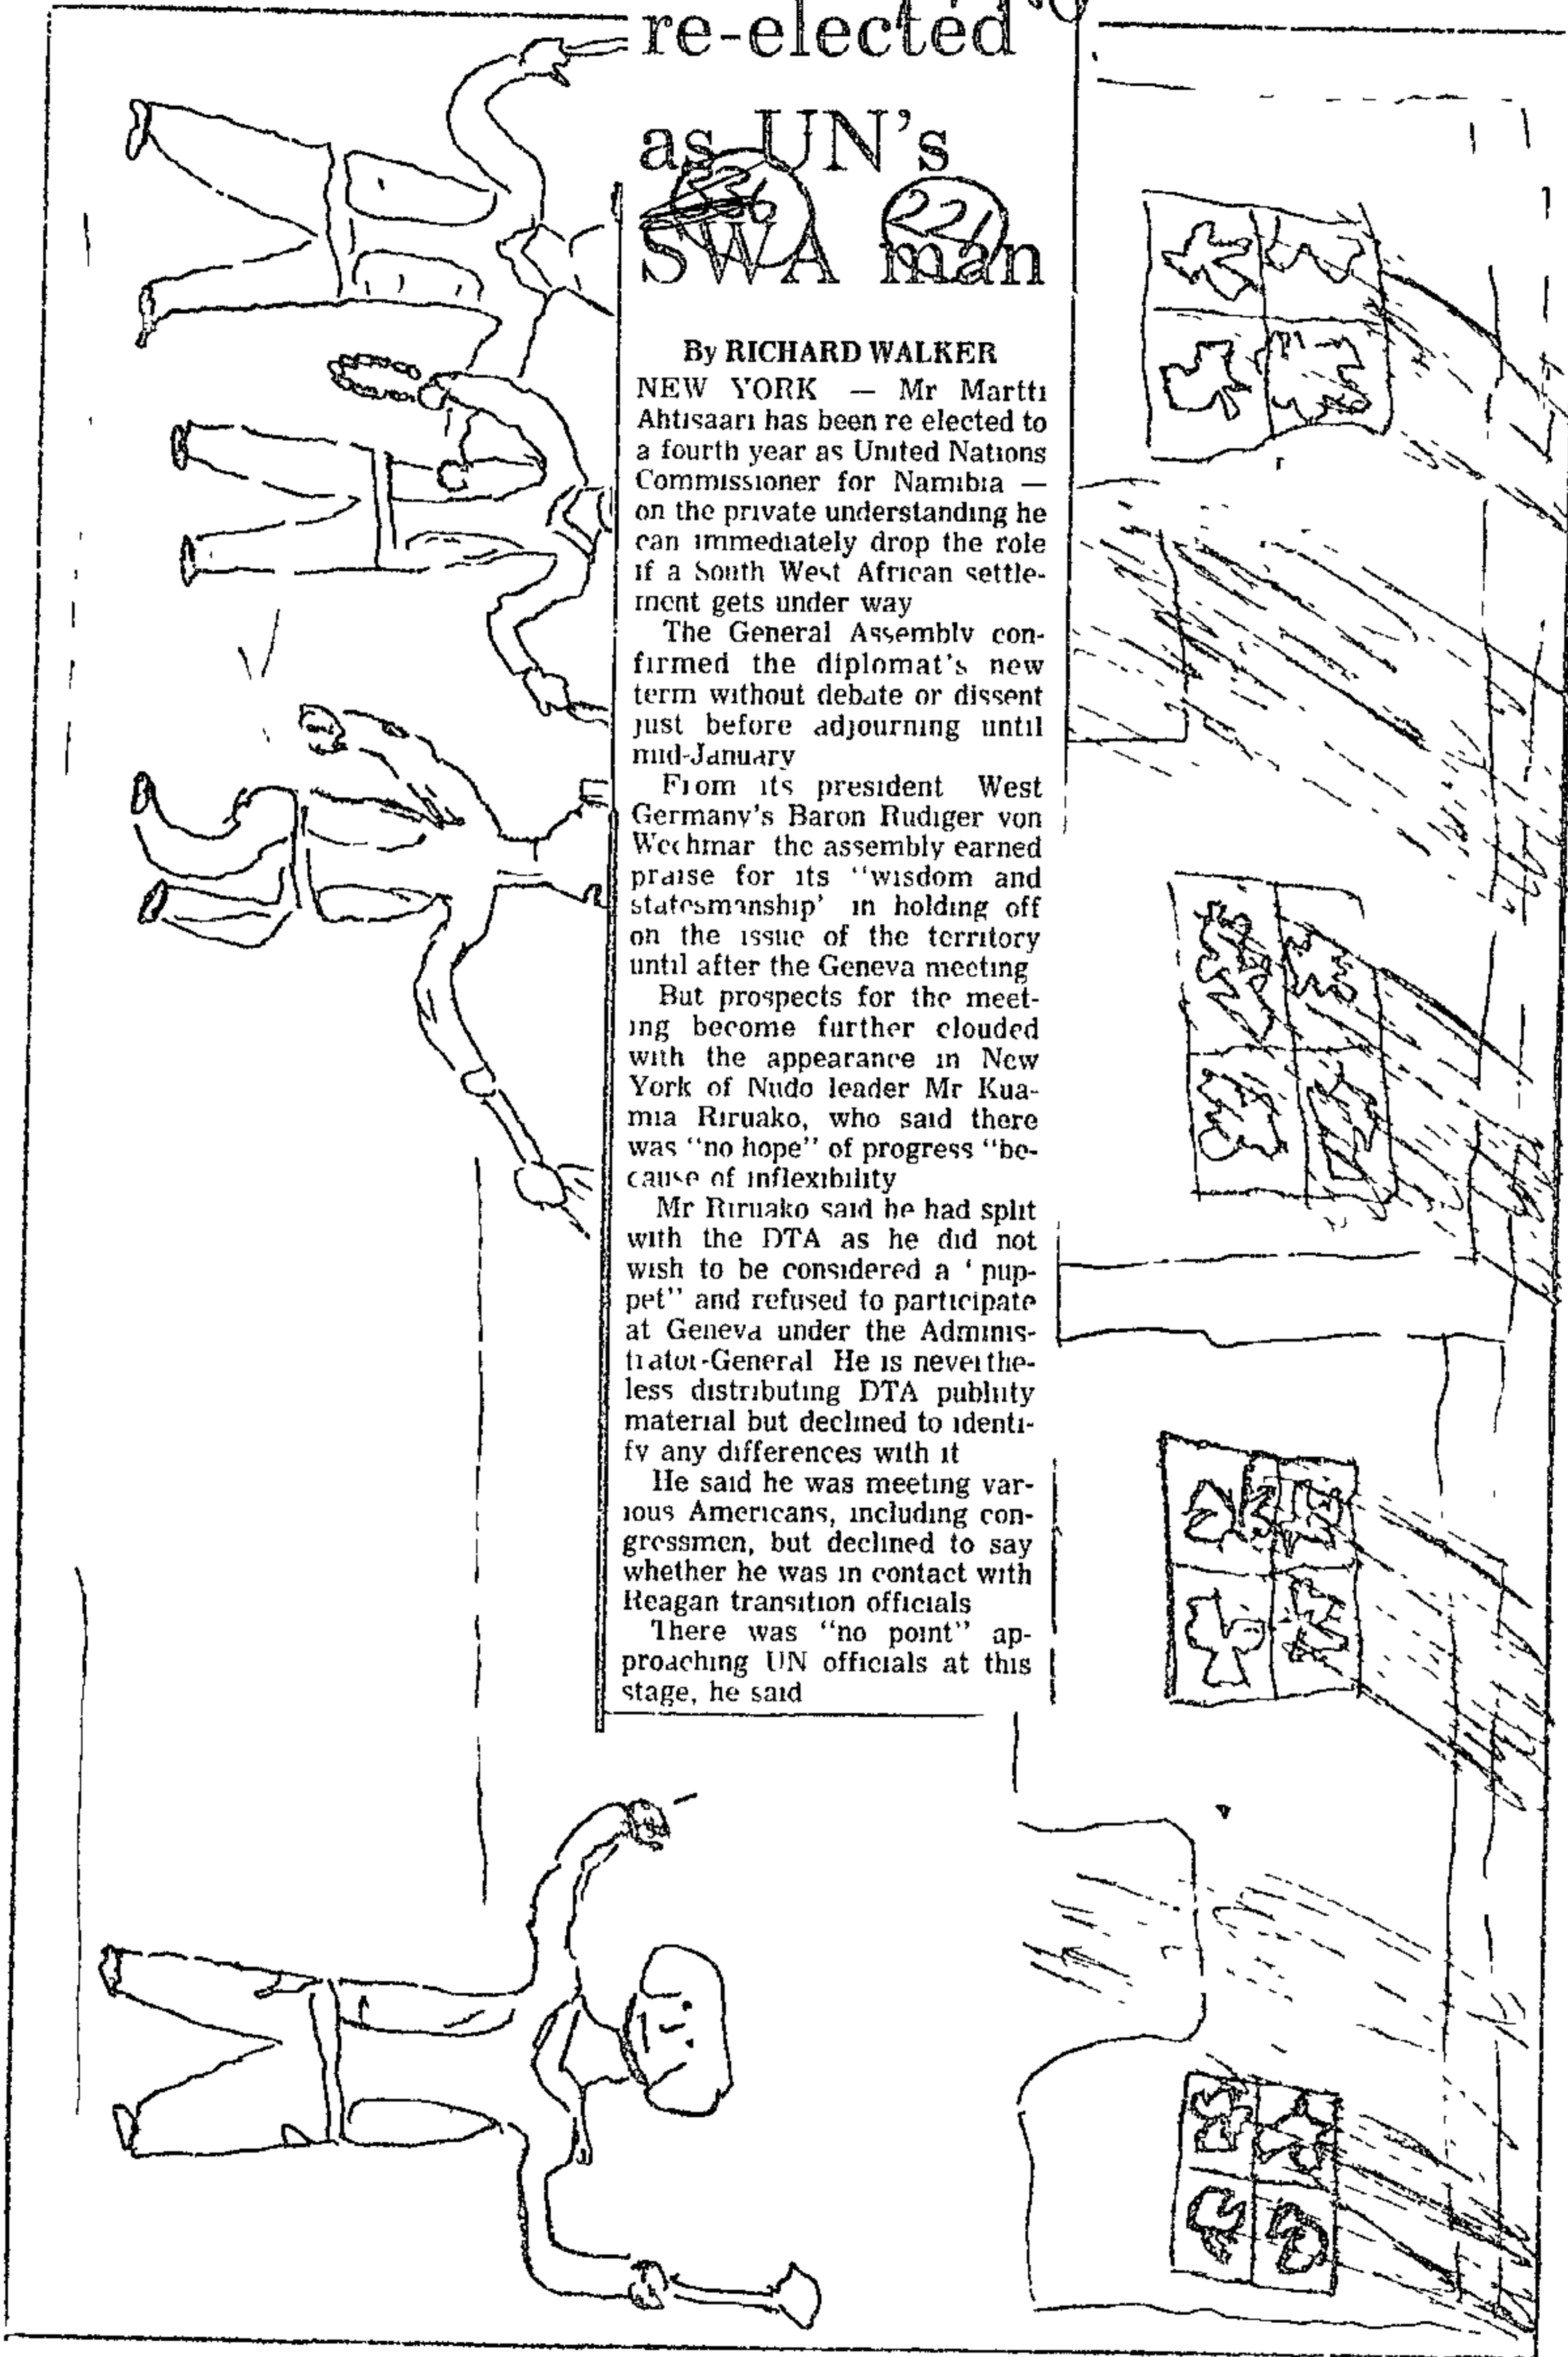 re-elected
as UN's
SWA man
221
By RICHARD WALKER
NEW YORK — Mr Martti
Ahtisaari has been re elected to
a fourth year as United Nations
Commissioner for Namibia —
on the private understanding he
can immediately drop the role
if a South West African settle-
ment gets under way
The General Assembly con-
firmed the diplomat's new
term without debate or dissent
just before adjourning until
mid-January
From its president West
Germany's Baron Rudiger von
Wechmar the assembly earned
praise for its "wisdom and
statesmanship' in holding off
on the issue of the territory
until after the Geneva meeting
But prospects for the meet-
ing become further clouded
with the appearance in New
York of Nudo leader Mr Kua-
mia Riruako, who said there
was "no hope" of progress "be-
cause of inflexibility
Mr Riruako said he had split
with the DTA as he did not
wish to be considered a ' pup-
pet" and refused to participate
at Geneva under the Adminis-
trator-General He is neverthe-
less distributing DTA publuty
material but declined to identi-
fy any differences with it
He said he was meeting var-
ious Americans, including con-
gressmen, but declined to say
whether he was in contact with
Reagan transition officials
There was "no point" ap-
proaching UN officials at this
stage, he said